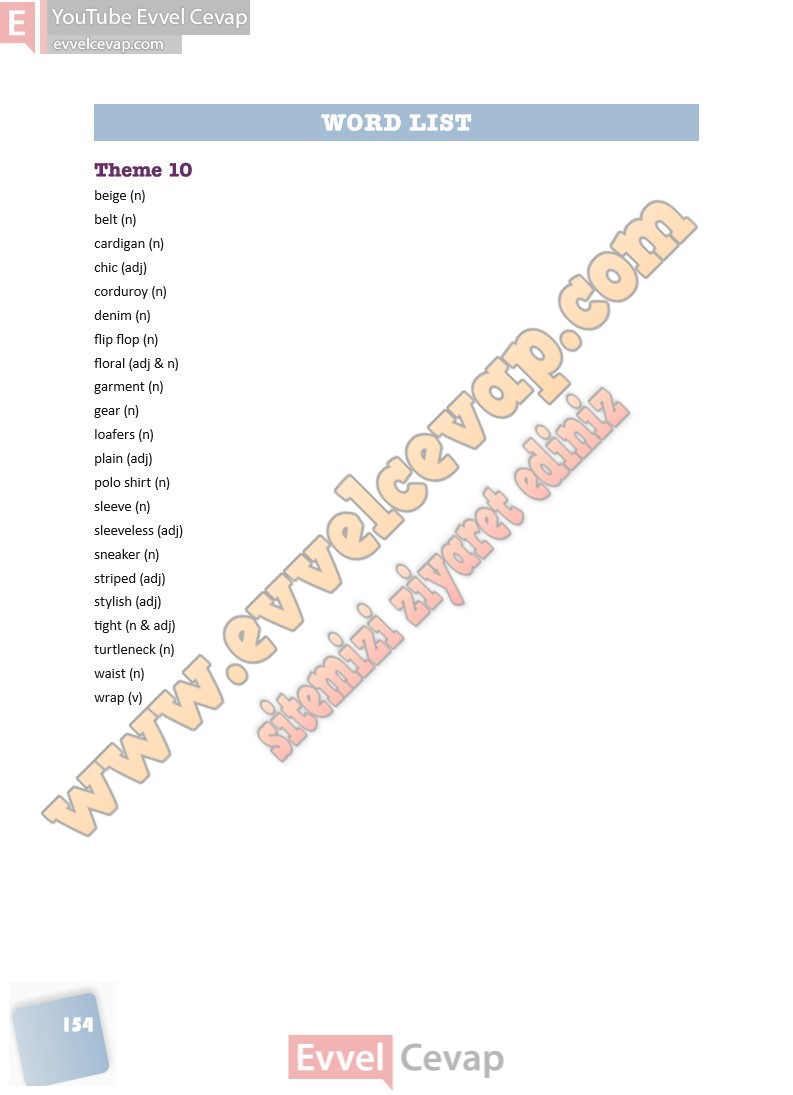 E YouTube Evvel Cevap
evvelcevap.com
WORD LIST
Theme 10
beige (n)
belt (n)
cardigan (n)
chic (adj)
corduroy (n)
denim (n)
flip flop (n)
floral (adj & n)
garment (n)
gear (n)
loafers (n)
plain (adj)
polo shirt (n)
sleeve (n)
sleeveless (adj)
sneaker (n)
striped (adj)
stylish (adj)
tight (n & adj)
turtleneck (n)
waist (n)
wrap (v)
www.evvelcevap.com
sitemizi ziyaret ediniz
154
Evvel Cevap